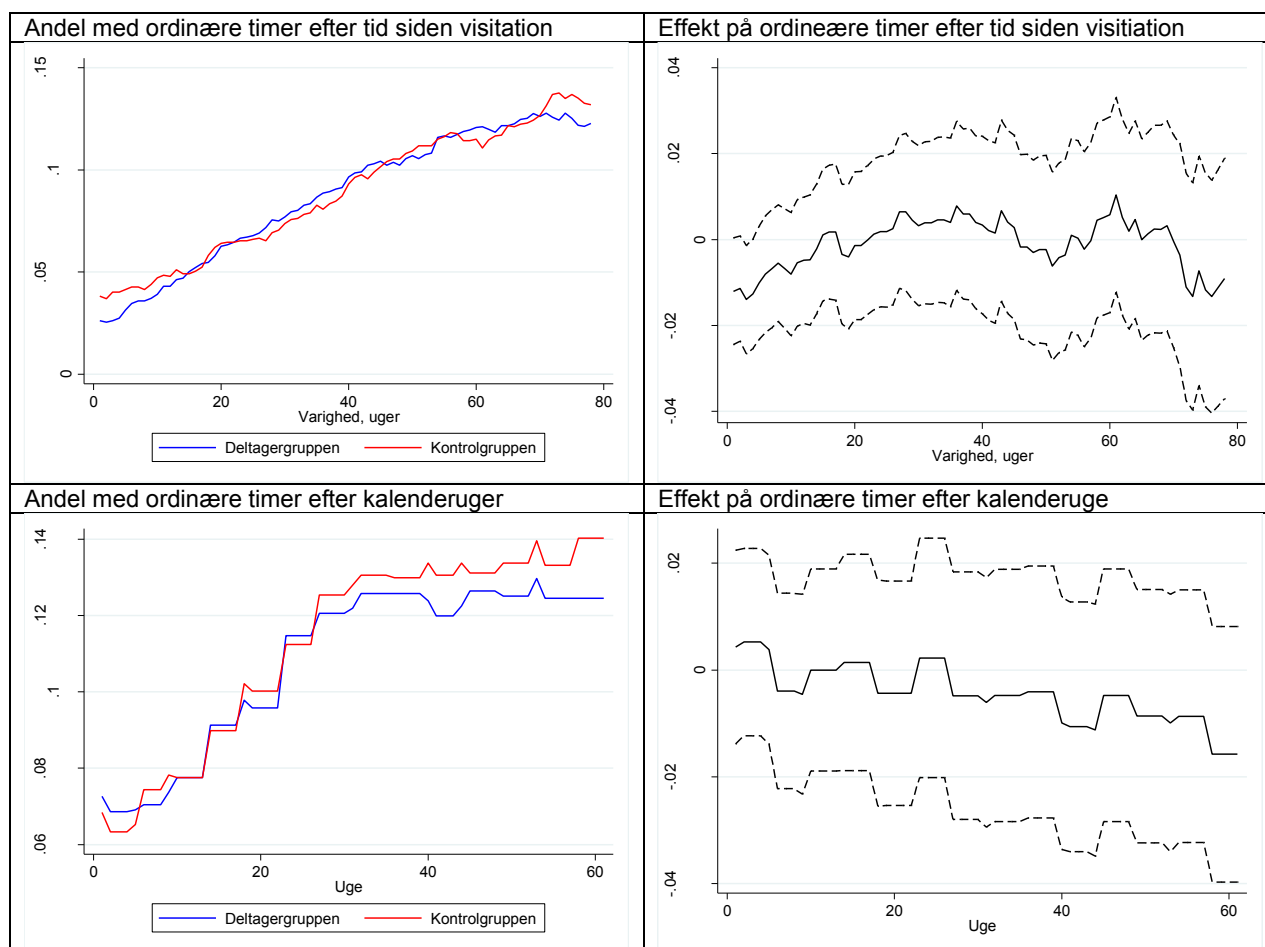 Andel med ordinære timer efter tid siden visitation
Effekt på ordineære timer efter tid siden visitiation
.15
.1
.05
0
0 20 40 60 80
Varighed, uger
Deltagergruppen Kontrolgruppen
.04
.02
0
-.02
-.04
0 20 40 60 80
Varighed, uger
Andel med ordinære timer efter kalenderuger
Effekt på ordinære timer efter kalenderuge
.14
.12
.1
.08
.06
0 20 40 60
Uge
Deltagergruppen Kontrolgruppen
.02
0
-.02
-.04
0 20 40 60
Uge